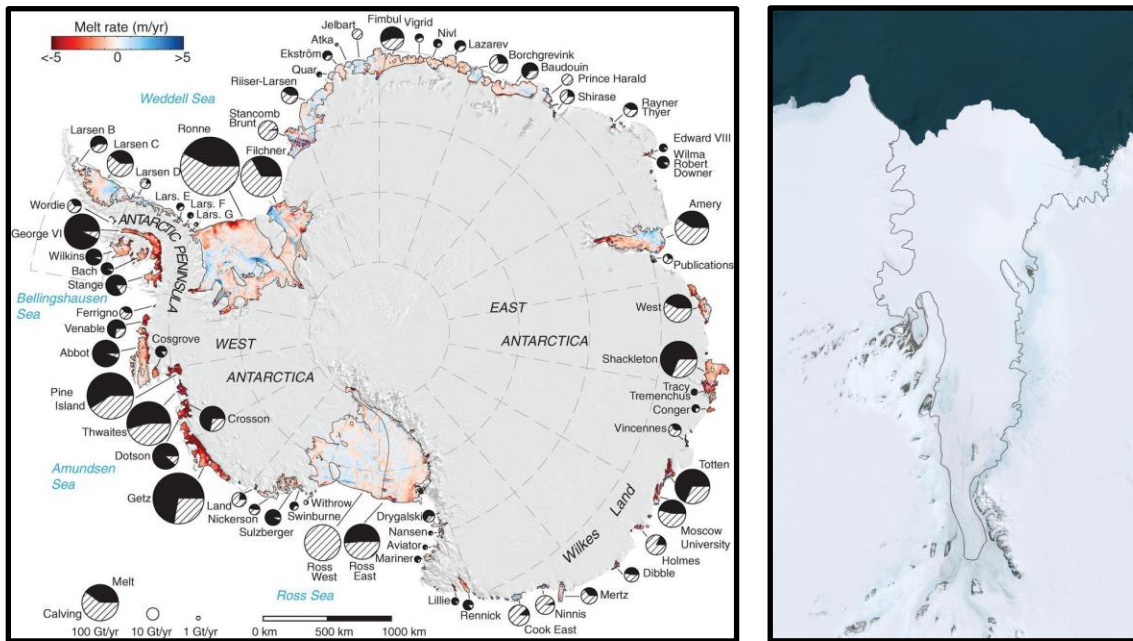 Melt rate (m/yr)
<-5 0 >5
Jelbart
Fimbul
Vigrid
Nivl
Lazarev
Borchgrevink
Baudouin
Prince Harald
Shirase
Rayner
Thyer
Edward VIII
Wilma
Robert
Downer
Atka
Ekström
Quar
Riiser-Larsen
Stancomb
Brunt
Weddell Sea
Ronne
Filchner
Larsen B
Larsen C
Larsen D
Lars. E
Lars. F
Lars. G
Wordie
ANTARCTIC PENINSULA
George VI
Wilkins
Bach
Stange
Bellingshausen
Sea
Ferrigno
Venable
Cosgrove
Abbot
WEST
ANTARCTICA
EAST
ANTARCTICA
Amery
Publications
West
Shackleton
Tracy
Tremenchus
Conger
Vincennes
Pine
Island
Thwaites
Crosson
Dotson
Amundsen
Sea
Getz
Land
Nickerson
Sulzberger
Swinburne
Withrow
Ross
West
Ross
East
Drygalski
Nansen
Aviator
Mariner
Lillie
Rennick
Cook East
Ninnis
Mertz
Dibble
Holmes
Moscow
University
Totten
Wilkes Land
Ross Sea
Melt
Calving
100 Gt/yr 10 Gt/yr 1 Gt/yr
0 km 500 km 1000 km